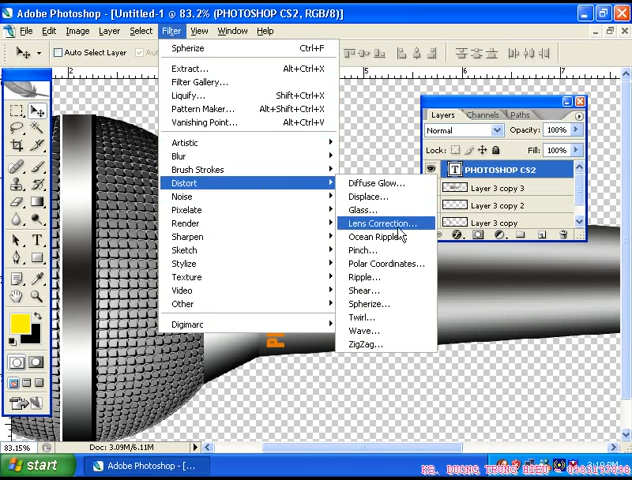 Adobe Photoshop - [Untitled-1 @ 83.2% (PHOTOSHOP CS2, RGB/8)]
File Edit Image Layer Select Filter View Window Help
Auto Select Layer
2 5 6
Spherize Ctrl+F
Extract... Alt+Ctrl+X
Filter Gallery...
Liquify... Shift+Ctrl+X
Pattern Maker... Alt+Shift+Ctrl+X
Vanishing Point... Alt+Ctrl+V
Artistic
Blur
Brush Strokes
Distort
Noise
Pixelate
Render
Sharpen
Sketch
Stylize
Texture
Video
Other
Digimarc
Diffuse Glow...
Displace...
Glass...
Lens Correction...
Ocean Ripple...
Pinch...
Polar Coordinates...
Ripple...
Shear...
Spherize...
Twirl...
Wave...
ZigZag...
Layers Channels Paths
Normal Opacity: 100%
Lock: Fill: 100%
T PHOTOSHOP CS2
Layer 3 copy 3
Layer 3 copy 2
Layer 3 copy
83.15% Doc: 3.09M/6.11M
start Adobe Photoshop - [...